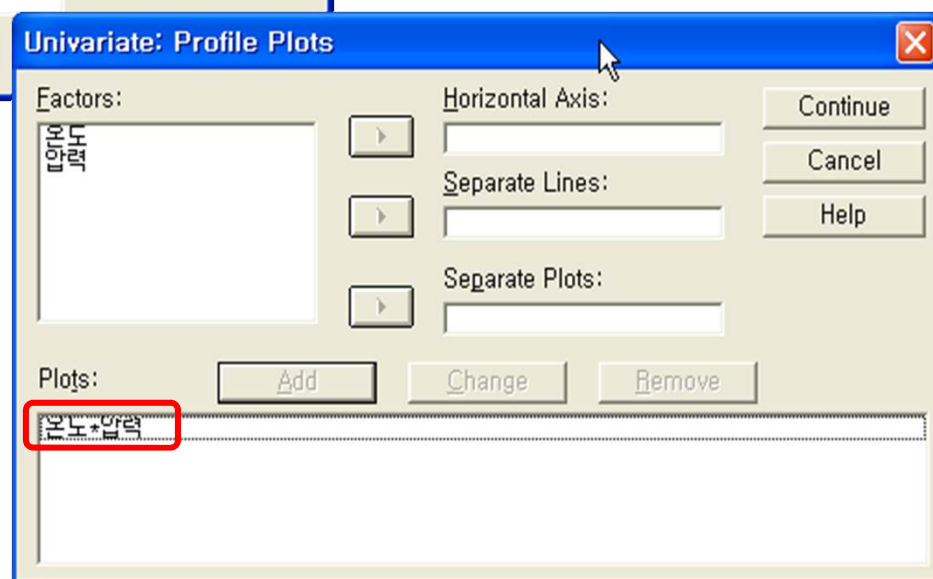 Univariate: Profile Plots
Factors:
온도
압력
Horizontal Axis:
Separate Lines:
Separate Plots:
Continue
Cancel
Help
Plots:
Add
Change
Remove
온도*압력